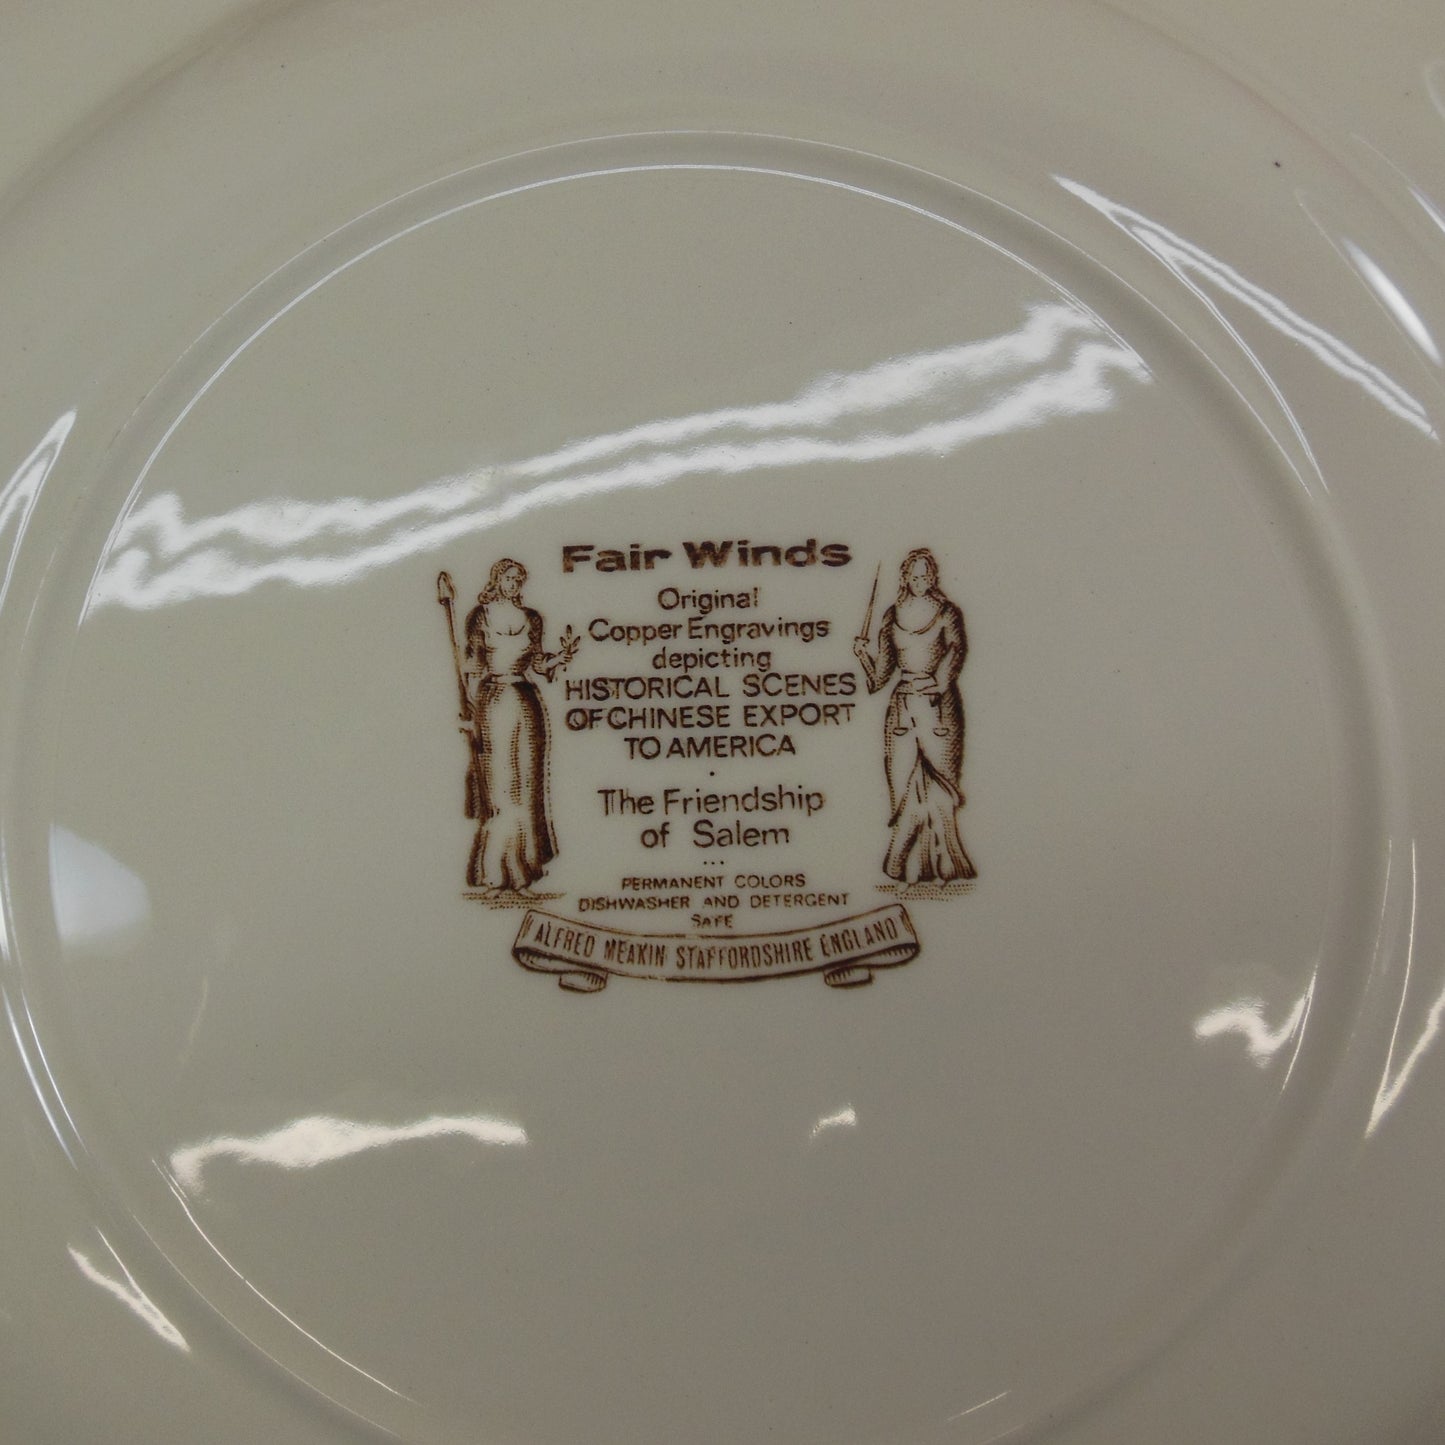 Fair Winds
Original
Copper Engravings
depicting
HISTORICAL SCENES
OF CHINESE EXPORT
TO AMERICA
The Friendship
of Salem
PERMANENT COLORS
DISHWASHER AND DETERGENT
SAFE
ALFRED MEAKIN STAFFORDSHIRE ENGLAND